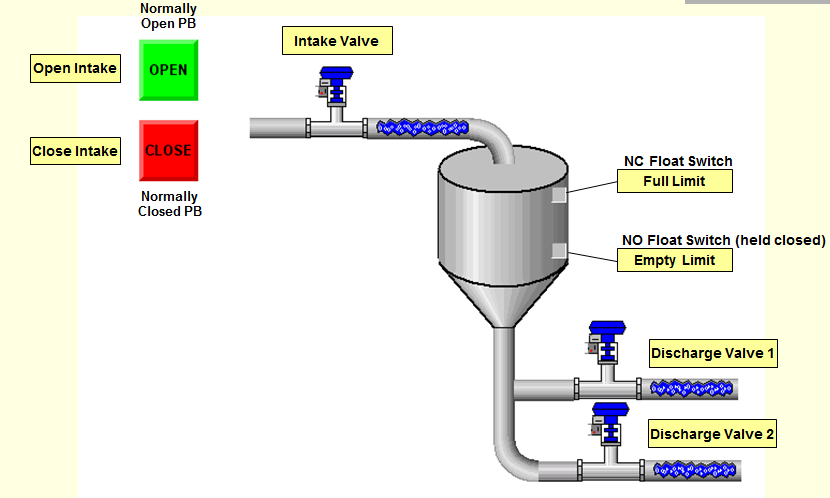 Normally
Open PB
Open Intake
OPEN
Intake Valve
Close Intake
CLOSE
Normally
Closed PB
NC Float Switch
Full Limit
NO Float Switch (held closed)
Empty Limit
Discharge Valve 1
Discharge Valve 2